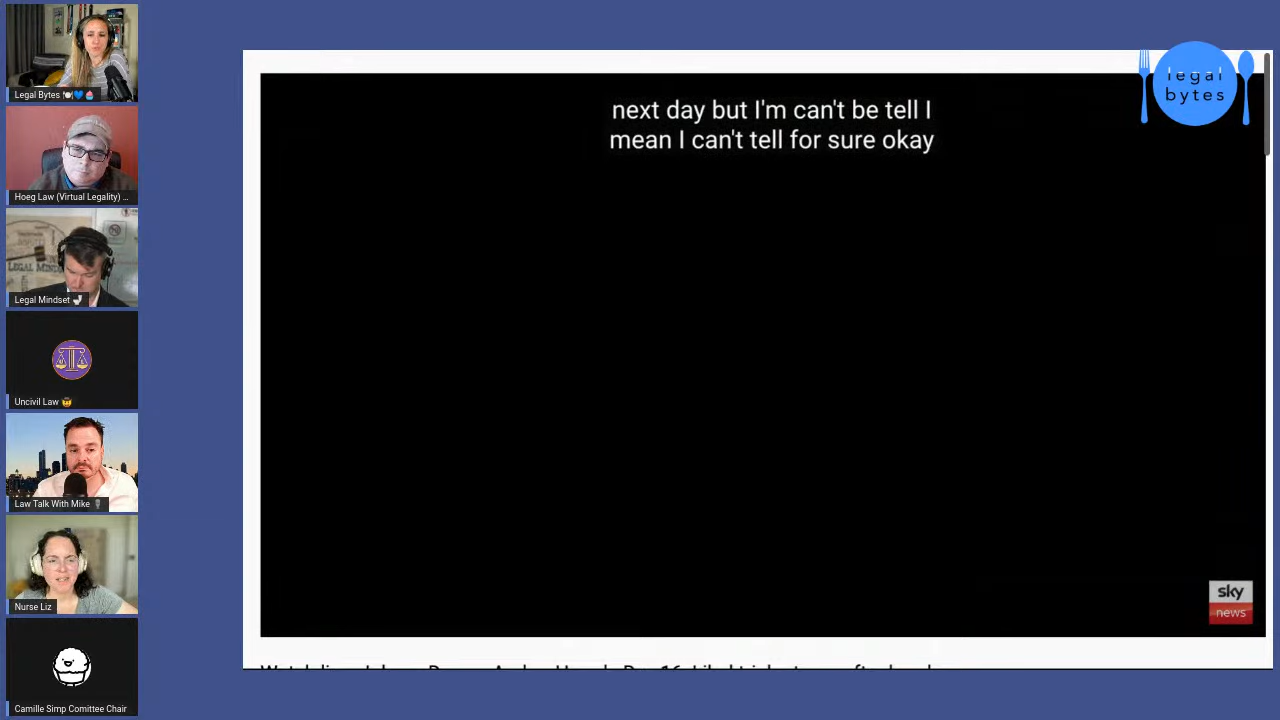 legal
bytes
next day but I'm can't be tell I
mean I can't tell for sure okay
sky
news
Legal Bytes
Hoeg Law (Virtual Legality) ...
Legal Mindset
Uncivil Law
Law Talk With Mike
Nurse Liz
Camille Simp Comittee Chair